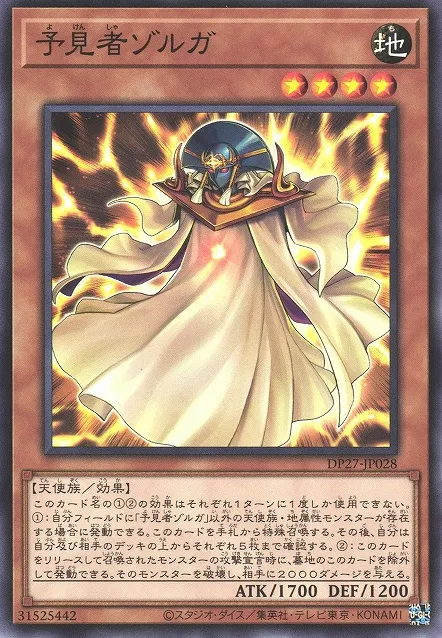 予見者ゾルガ
地
DP27-JP028
【天使族/効果】
このカード名の①②の効果はそれぞれ1ターンに1度しか使用できない。
①:自分フィールドに「予見者ゾルガ」以外の天使族・地属性モンスターが存在
する場合に発動できる。このカードを手札から特殊召喚する。その後、自分は
自分及び相手のデッキの上からそれぞれ5枚まで確認する。②:このカード
をリリースして召喚されたモンスターの攻撃宣言時に、墓地のこのカードを除外
して発動できる。そのモンスターを破壊し、相手に2000ダメージを与える。
ATK/1700 DEF/1200
31525442
©スタジオ・ダイス/集英社・テレビ東京・KONAMI